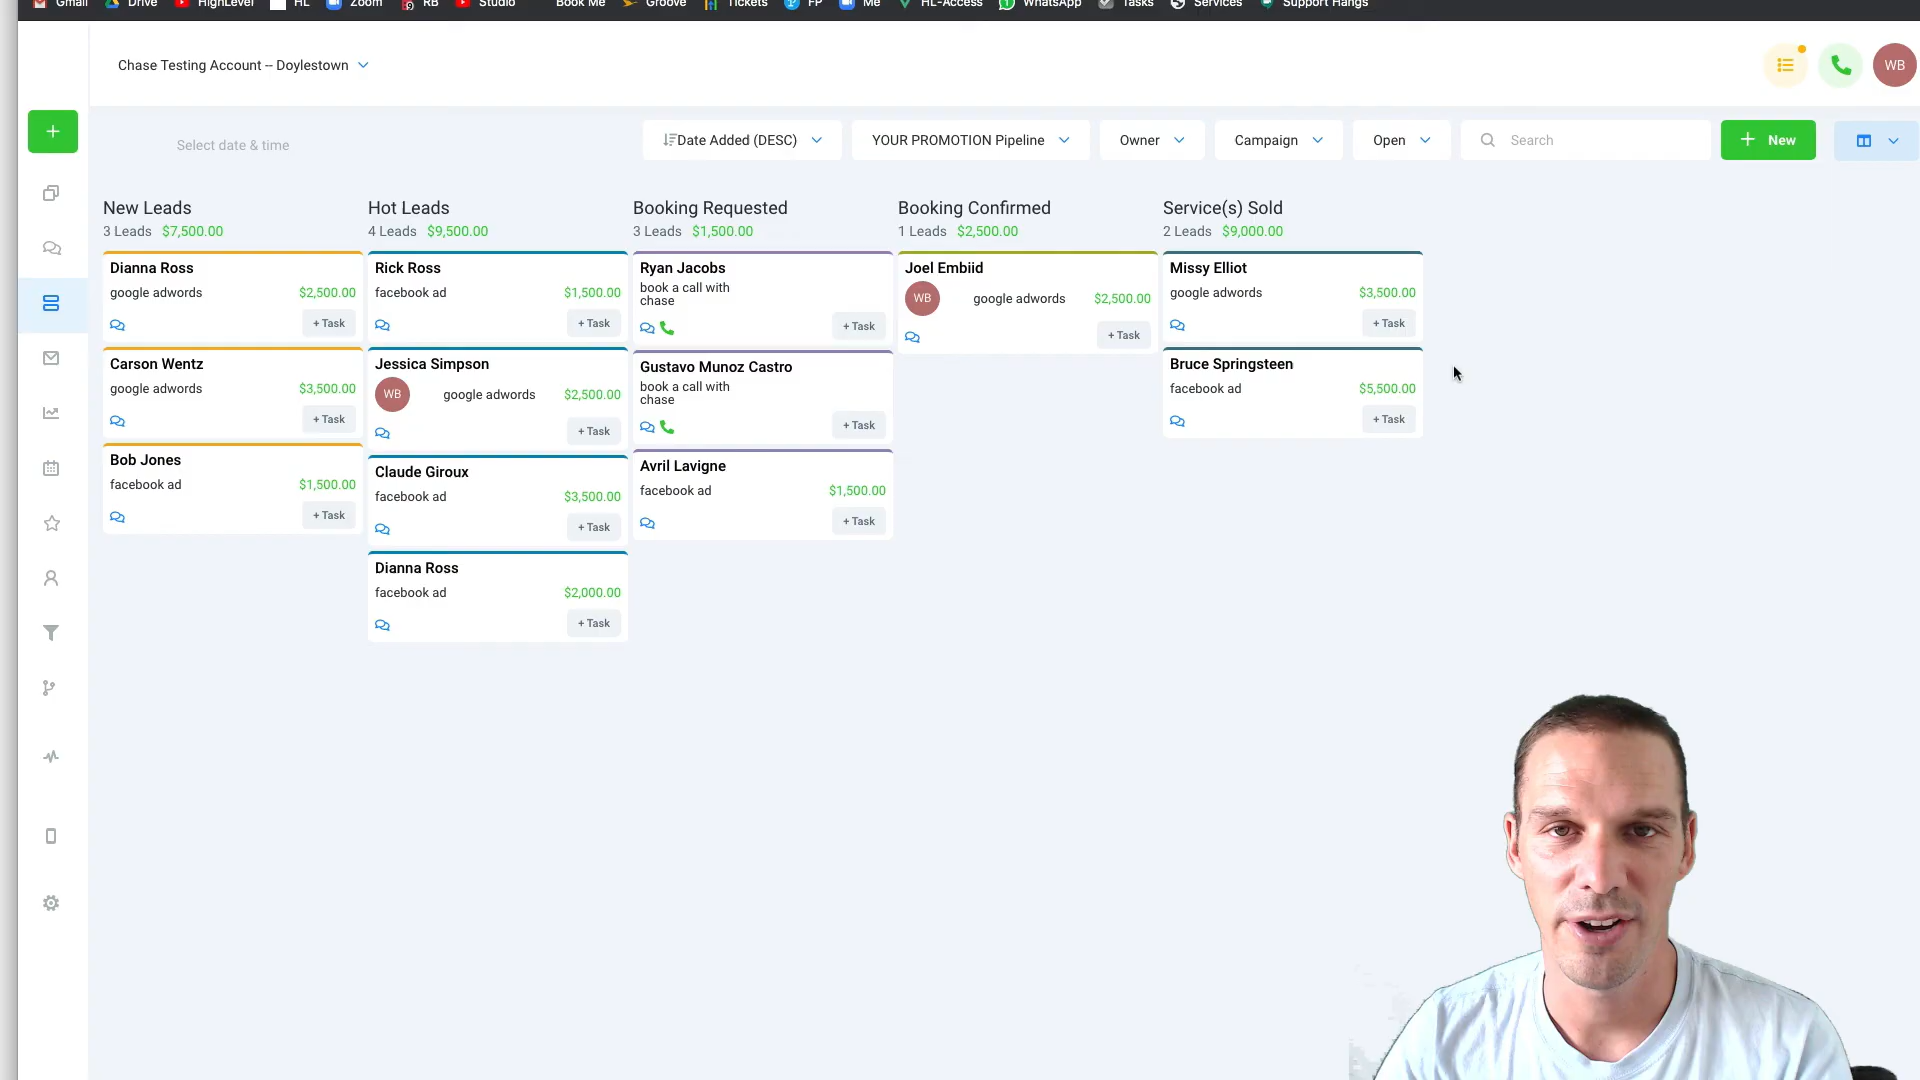 Gmail Drive HighLevel HL Zoom RB Studio Book Me Groove Tickets FP Me HL-Access WhatsApp Tasks Services Support Hangs
Chase Testing Account -- Doylestown
WB
Select date & time
Date Added (DESC)
YOUR PROMOTION Pipeline
Owner
Campaign
Open
Search
+ New
New Leads
3 Leads $7,500.00
Dianna Ross
google adwords $2,500.00
+ Task
Carson Wentz
google adwords $3,500.00
+ Task
Bob Jones
facebook ad $1,500.00
+ Task
Hot Leads
4 Leads $9,500.00
Rick Ross
facebook ad $1,500.00
+ Task
Jessica Simpson
WB google adwords $2,500.00
+ Task
Claude Giroux
facebook ad $3,500.00
+ Task
Dianna Ross
facebook ad $2,000.00
+ Task
Booking Requested
3 Leads $1,500.00
Ryan Jacobs
book a call with
chase
+ Task
Gustavo Munoz Castro
book a call with
chase
+ Task
Avril Lavigne
facebook ad $1,500.00
+ Task
Booking Confirmed
1 Leads $2,500.00
Joel Embiid
WB google adwords $2,500.00
+ Task
Service(s) Sold
2 Leads $9,000.00
Missy Elliot
google adwords $3,500.00
+ Task
Bruce Springsteen
facebook ad $5,500.00
+ Task